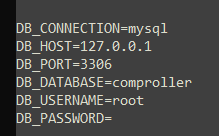 DB_CONNECTION=mysql
DB_HOST=127.0.0.1
DB_PORT=3306
DB_DATABASE=comproller
DB_USERNAME=root
DB_PASSWORD=